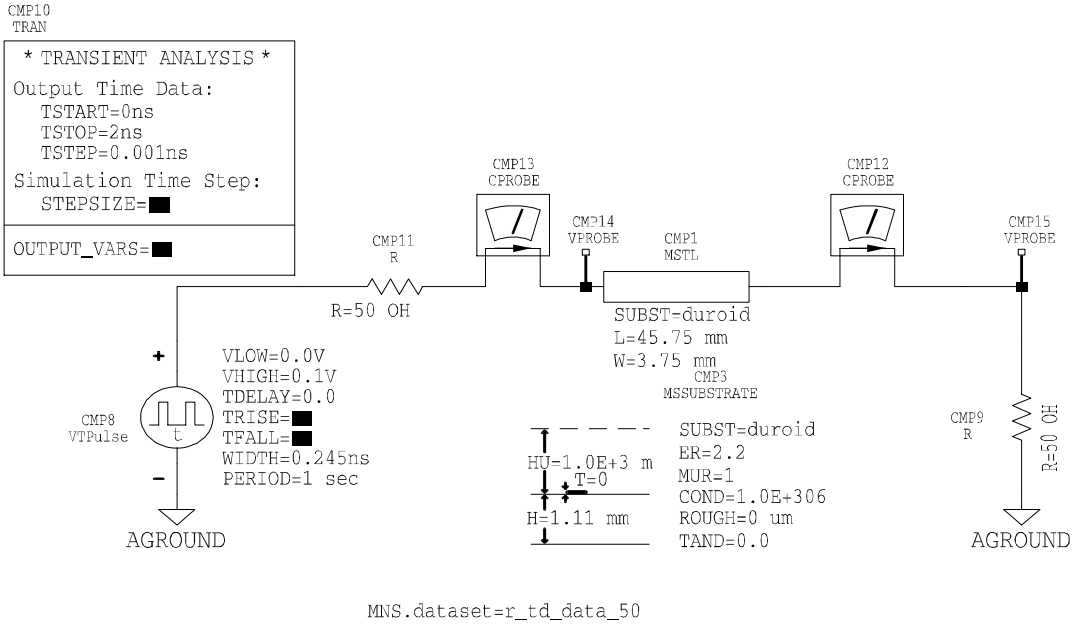 CMP10
TRAN
* TRANSIENT ANALYSIS *
Output Time Data:
TSTART=0ns
TSTOP=2ns
TSTEP=0.001ns
Simulation Time Step:
STEPSIZE=
OUTPUT_VARS=
CMP13
CPROBE
CMP12
CPROBE
CMP14
VPROBE
CMP15
VPROBE
CMP11
R
R=50 OH
CMP1
MSTL
SUBST=duroid
L=45.75 mm
W=3.75 mm
+
CMP8
VTPulse
t
-
VLOW=0.0V
VHIGH=0.1V
TDELAY=0.0
TRISE=
TFALL=
WIDTH=0.245ns
PERIOD=1 sec
AGROUND
CMP3
MSSUBSTRATE
HU=1.0E+3 m
T=0
H=1.11 mm
SUBST=duroid
ER=2.2
MUR=1
COND=1.0E+306
ROUGH=0 um
TAND=0.0
CMP9
R
R=50 OH
AGROUND
MNS.dataset=r_td_data_50